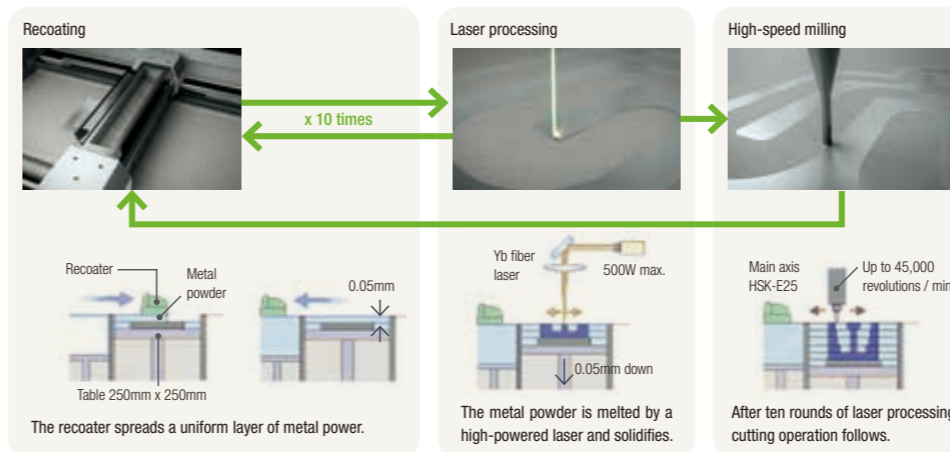 Recoating
Laser processing
High-speed milling
x 10 times
Recoater
Metal
powder
0.05mm
Table 250mm x 250mm
The recoater spreads a uniform layer of metal power.
Yb fiber
laser
500W max.
0.05mm down
The metal powder is melted by a
high-powered laser and solidifies.
Main axis
HSK-E25
Up to 45,000
revolutions / min
After ten rounds of laser processing
cutting operation follows.